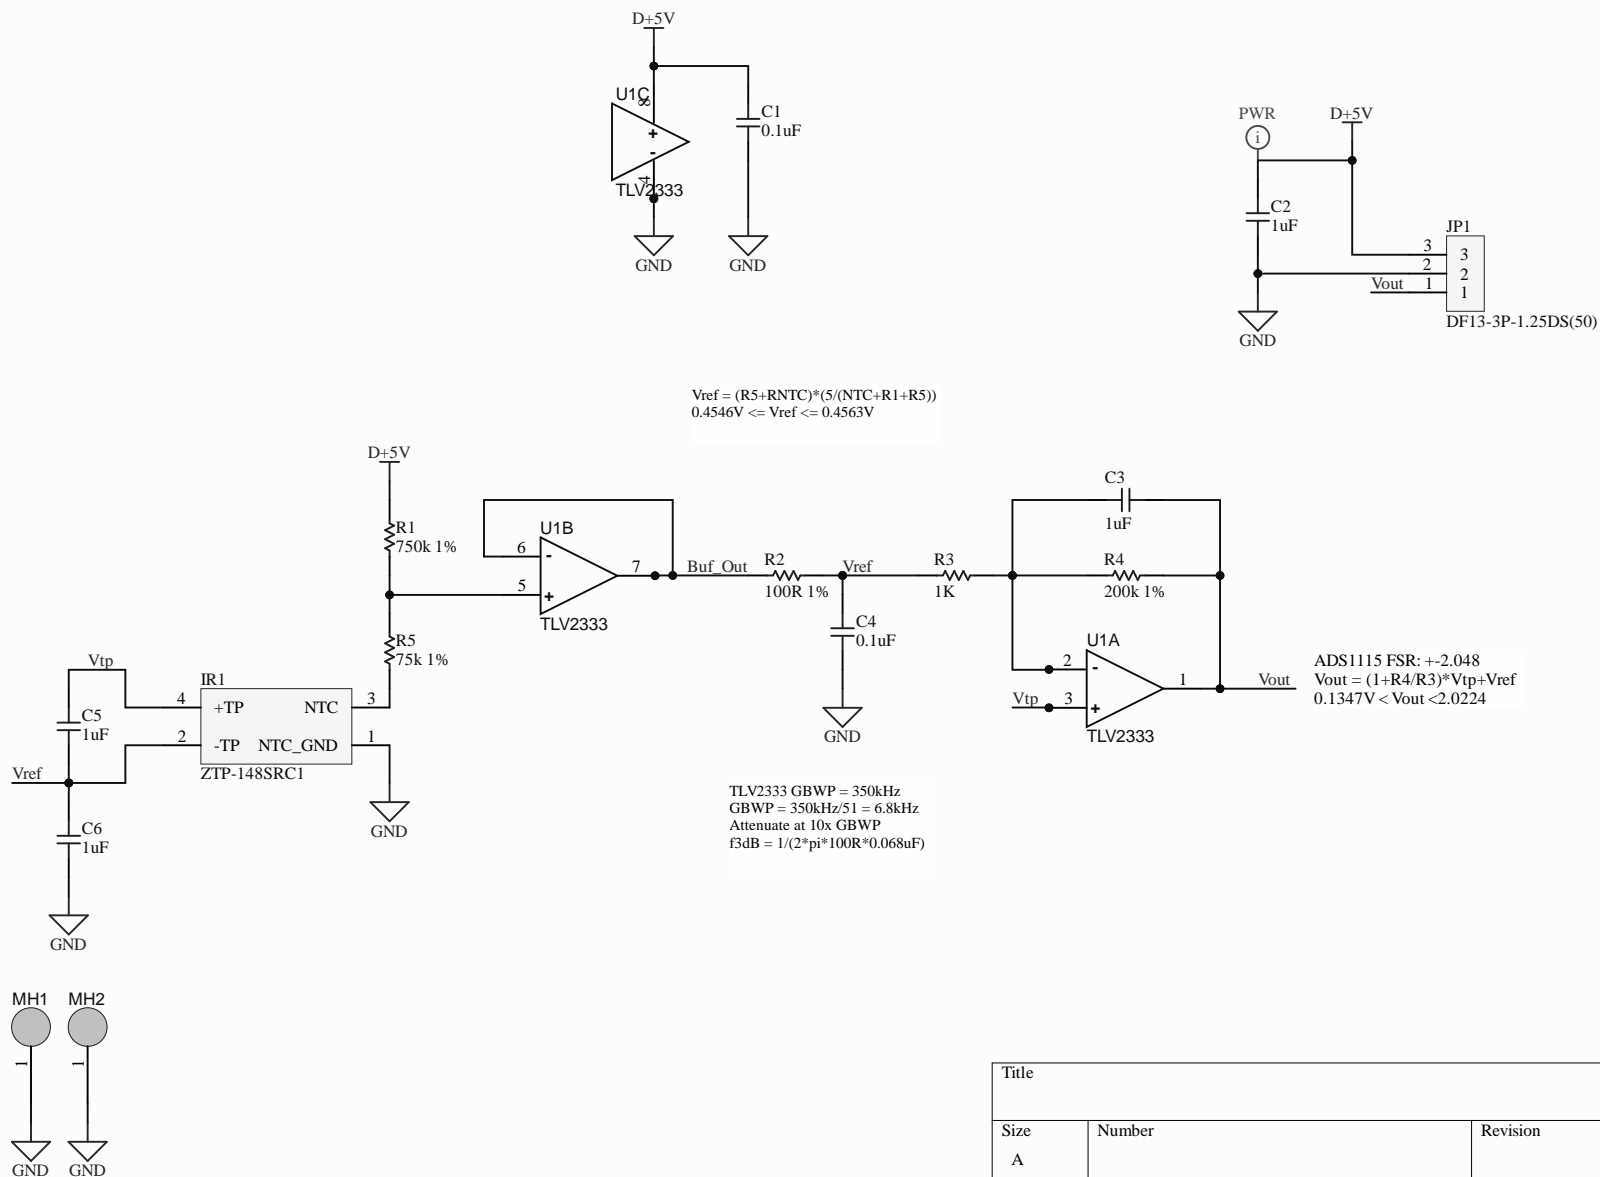 D+5V
U1C
8
+
-
4
TLV2333
C1
0.1uF
GND
GND
PWR
i
D+5V
C2
1uF
JP1
3 3
2 2
Vout 1 1
DF13-3P-1.25DS(50)
GND
Vref = (R5+RNTC)*(5/(NTC+R1+R5))
0.4546V <= Vref <= 0.4563V
D+5V
R1
750k 1%
R5
75k 1%
U1B
6 -
5 +
7
TLV2333
Buf_Out
R2
100R 1%
Vref
C4
0.1uF
GND
R3
1K
C3
1uF
R4
200k 1%
U1A
2 -
Vtp 3 +
1
TLV2333
Vout
ADS1115 FSR: +-2.048
Vout = (1+R4/R3)*Vtp+Vref
0.1347V < Vout <2.0224
Vtp
IR1
4 +TP NTC 3
2 -TP NTC_GND 1
ZTP-148SRC1
C5
1uF
Vref
C6
1uF
GND
GND
TLV2333 GBWP = 350kHz
GBWP = 350kHz/51 = 6.8kHz
Attenuate at 10x GBWP
f3dB = 1/(2*pi*100R*0.068uF)
MH1 MH2
1 1
GND GND
Title
Size Number Revision
A